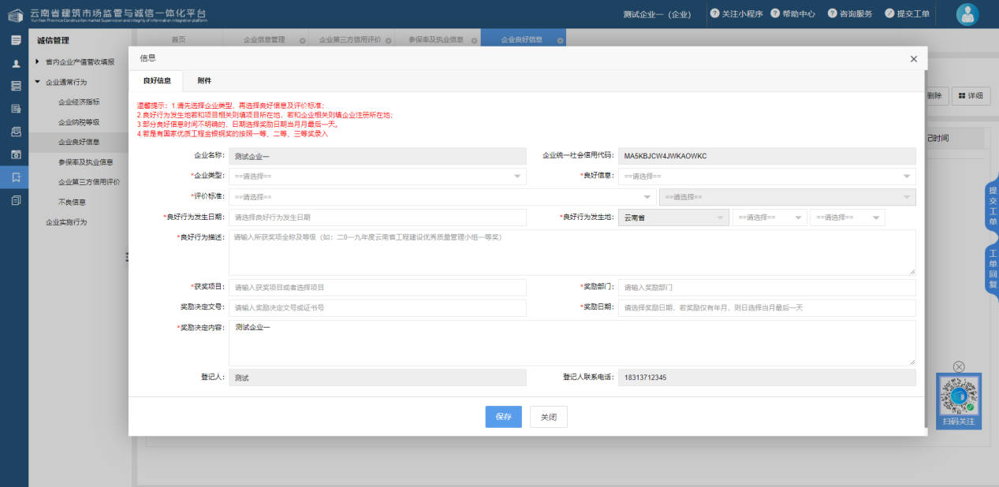 云南省建筑市场监管与诚信一体化平台
Yun Nan Province Construction market Supervision and integrity of information integration platform
测试企业一（企业） 关注小程序 帮助中心 咨询服务 提交工单
诚信管理
首页 企业信息管理 企业第三方信用评价 参保率及执业信息 企业良好信息
省内企业产值营收填报
企业通常行为
企业经济指标
企业纳税等级
企业良好信息
参保率及执业信息
企业第三方信用评价
不良信息
企业实施行为
信息
良好信息 附件
温馨提示：1.请先选择企业类型，再选择良好信息及评价标准；
2.良好行为发生地若和项目相关则填项目所在地，若和企业相关则填企业注册所在地；
3.部分良好信息时间不明确的，日期选择奖励日期当月月最后一天。
4.若是有国家优质工程金银铜奖的按照一等、二等、三等奖录入
企业名称： 测试企业一 企业统一社会信用代码： MA5KBJCW4JWKAOWKC
*企业类型： ==请选择== *良好信息： ==请选择==
*评价标准： ==请选择== ==请选择==
*良好行为发生日期： 请选择良好行为发生日期 *良好行为发生地： 云南省 ==请选择== ==请选择==
*良好行为描述： 请输入所获奖项全称及等级（如：二0一九年度云南省工程建设优秀质量管理小组一等奖）
*获奖项目： 请输入获奖项目或者选择项目 *奖励部门： 请输入奖励部门
奖励决定文号： 请输入奖励决定文号或证书号 *奖励日期： 请选择奖励日期，若奖励仅有年月，则日选择当月最后一天
*奖励决定内容： 测试企业一
登记人： 测试 登记人联系电话： 18313712345
保存 关闭
删除 详细
记时间
提交工单
工单回复
扫码关注